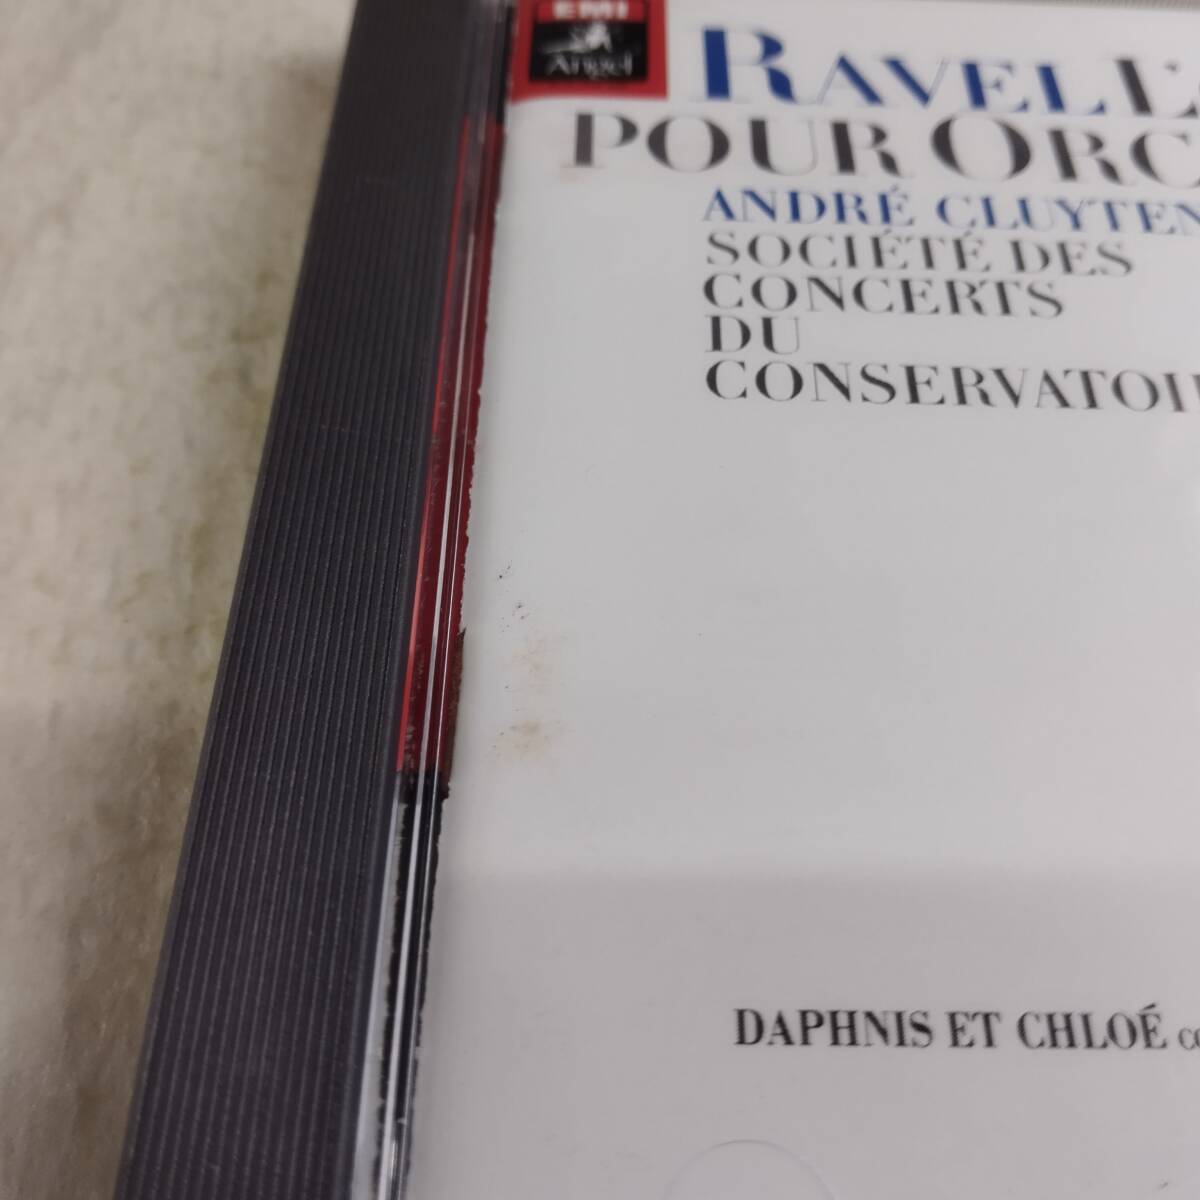 EMI
Angel
RAVEL
POUR ORC
ANDRÉ CLUYTEN
SOCIÉTÉ DES
CONCERTS
DU
CONSERVATOI
DAPHNIS ET CHLOÉ